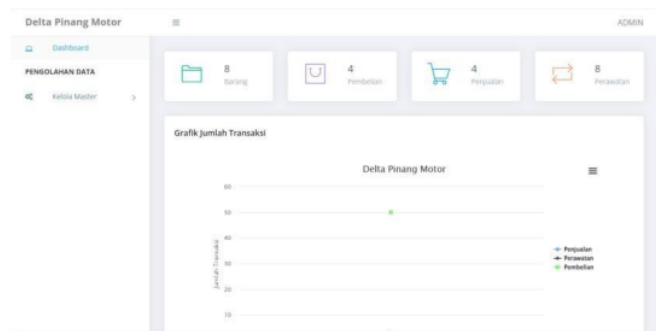 Delta Pinang Motor
ADMIN
Dashboard
PENGOLAHAN DATA
Kelola Master
8
Barang
4
Pembelian
4
Penjualan
8
Perawatan
Grafik Jumlah Transaksi
Delta Pinang Motor
60
50
40
30
20
10
Jumlah Transaksi
Penjualan
Perawatan
Pembelian